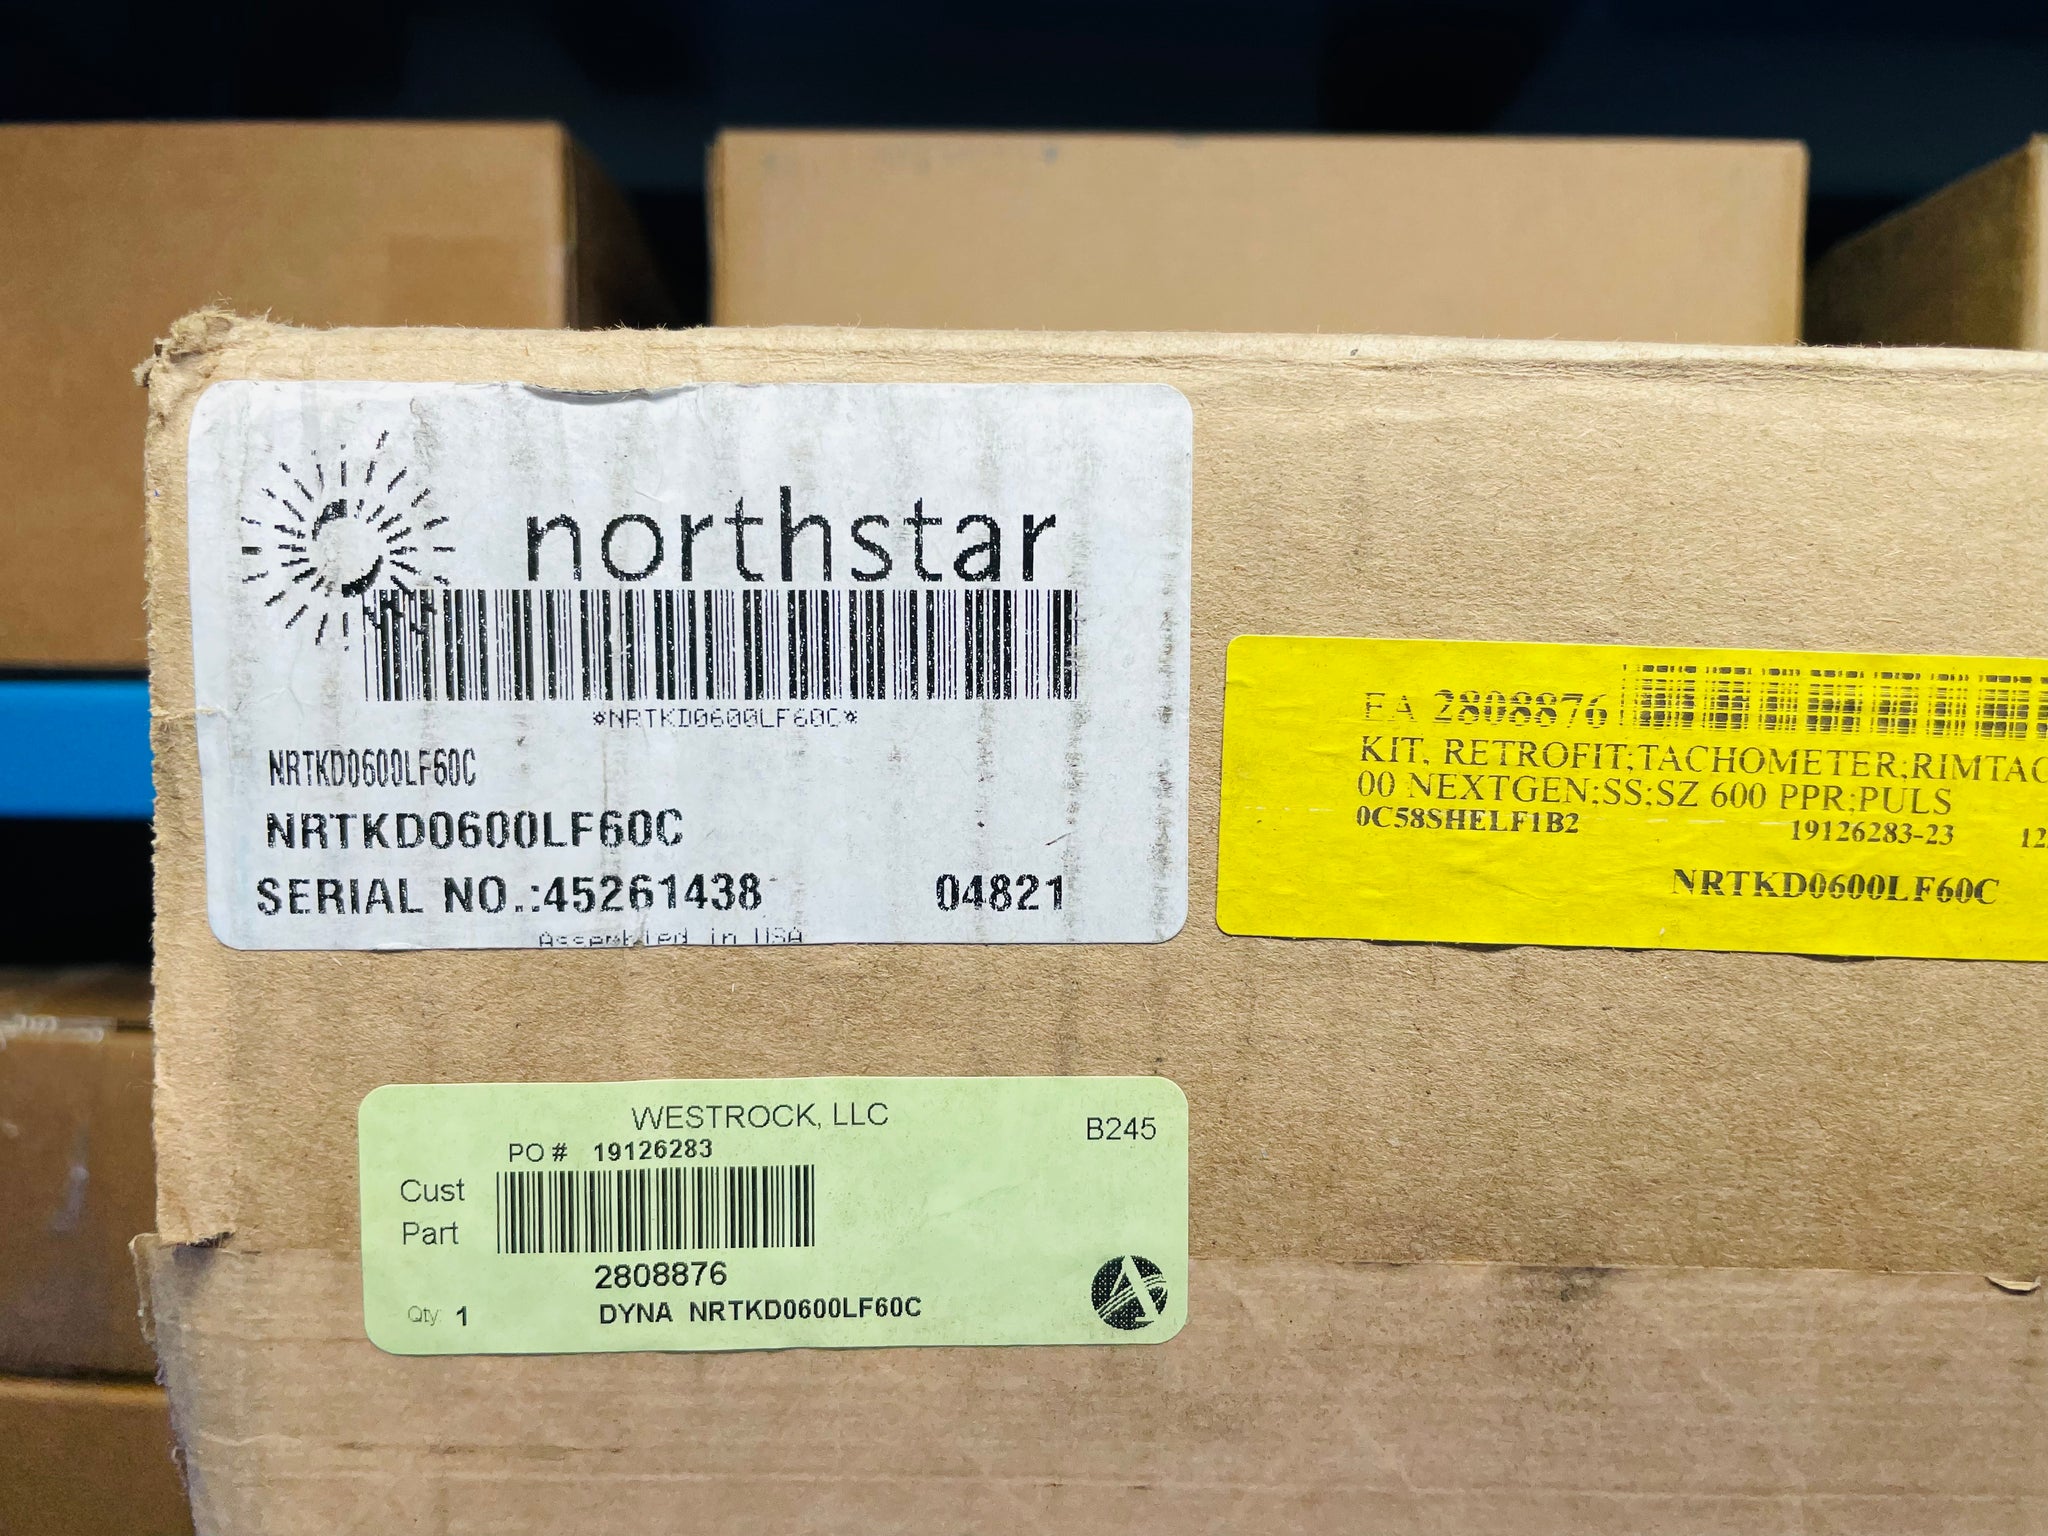 northstar
*NRTKD0600LF60C*
NRTKD0600LF60C
NRTKD0600LF60C
SERIAL NO.:45261438 04821
Assembled in USA
EA 2808876
KIT, RETROFIT;TACHOMETER;RIMTAC
00 NEXTGEN;SS;SZ 600 PPR;PULS
0C58SHELF1B2 19126283-23 12
NRTKD0600LF60C
WESTROCK, LLC
B245
PO # 19126283
Cust
Part
2808876
Qty 1 DYNA NRTKD0600LF60C